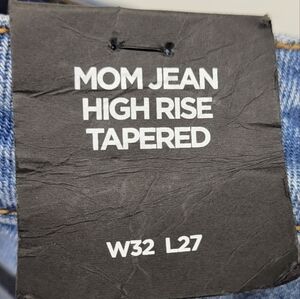 MOM JEAN
HIGH RISE
TAPERED
W32 L27